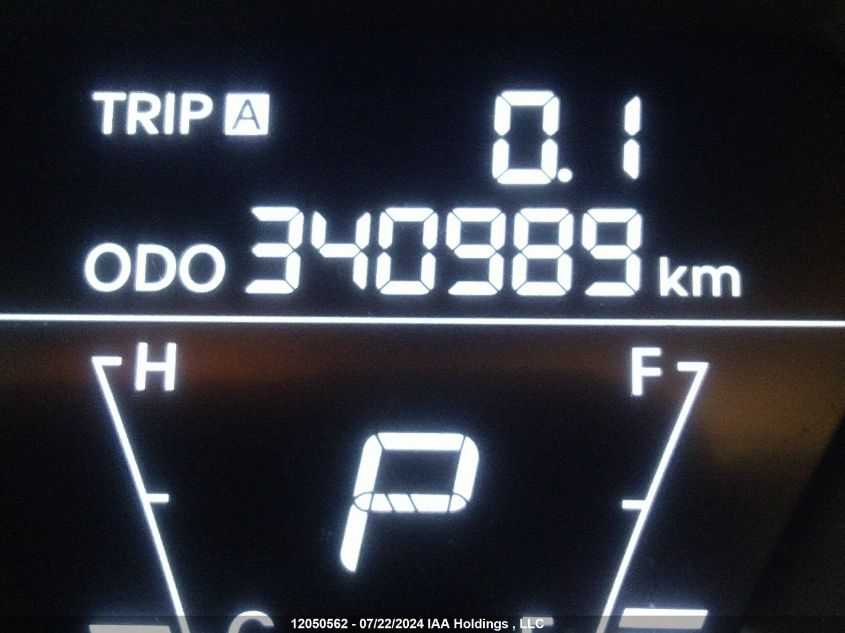 TRIP A 0.1
ODO 340989 km
H F
P
C E
12050562 - 07/22/2024 IAA Holdings , LLC